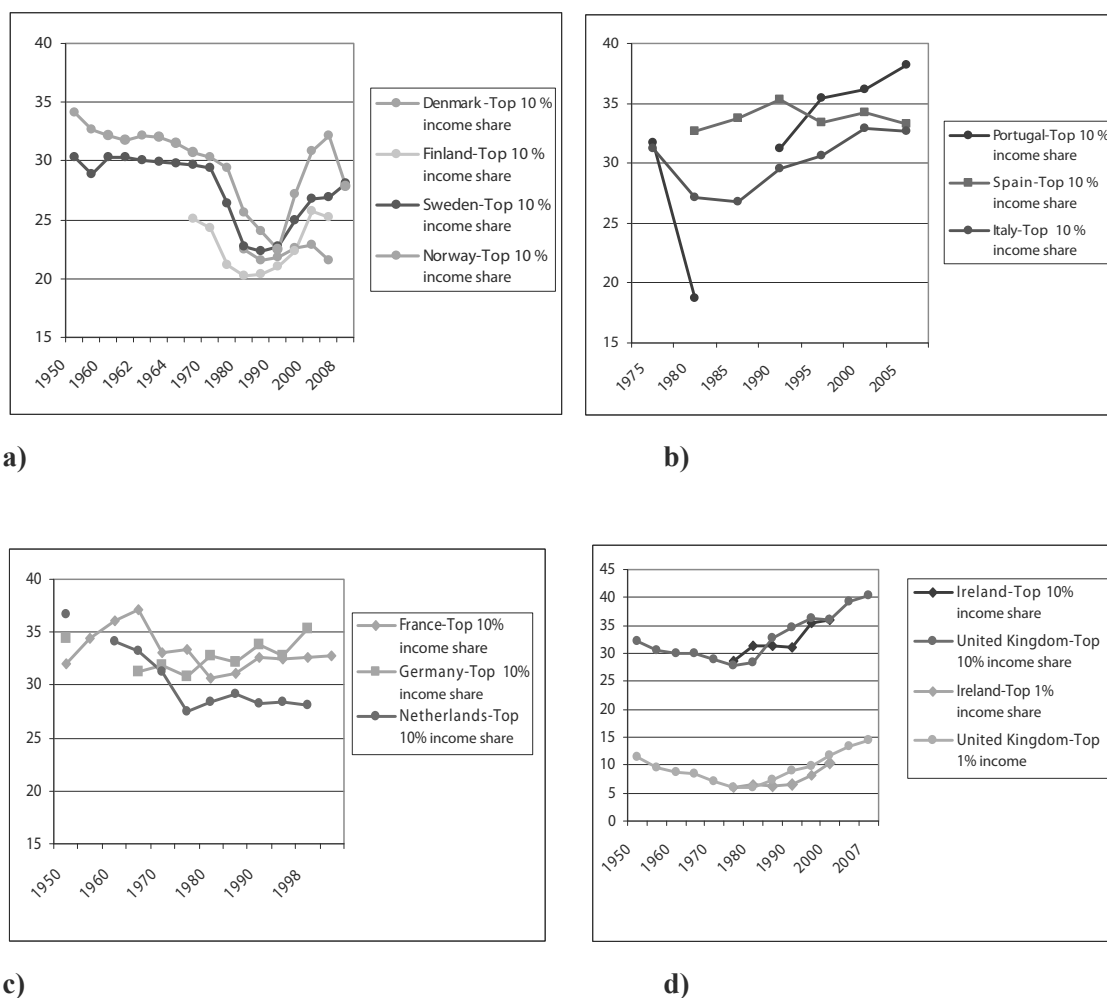 40
35
30
25
20
15
1950
1960
1962
1964
1970
1980
1990
2000
2008
Denmark -Top 10 %
income share
Finland-Top 10 %
income share
Sweden-Top 10 %
income share
Norway-Top 10 %
income share
a)
40
35
30
25
20
15
1975
1980
1985
1990
1995
2000
2005
Portugal-Top 10 %
income share
Spain-Top 10 %
income share
Italy-Top 10 %
income share
b)
40
35
30
25
20
15
1950
1960
1970
1980
1990
1998
France-Top 10%
income share
Germany-Top 10%
income share
Netherlands-Top
10% income share
c)
45
40
35
30
25
20
15
10
5
0
1950
1960
1970
1980
1990
2000
2007
Ireland-Top 10%
income share
United Kingdom-Top
10% income share
Ireland-Top 1%
income share
United Kingdom-Top
1% income
d)